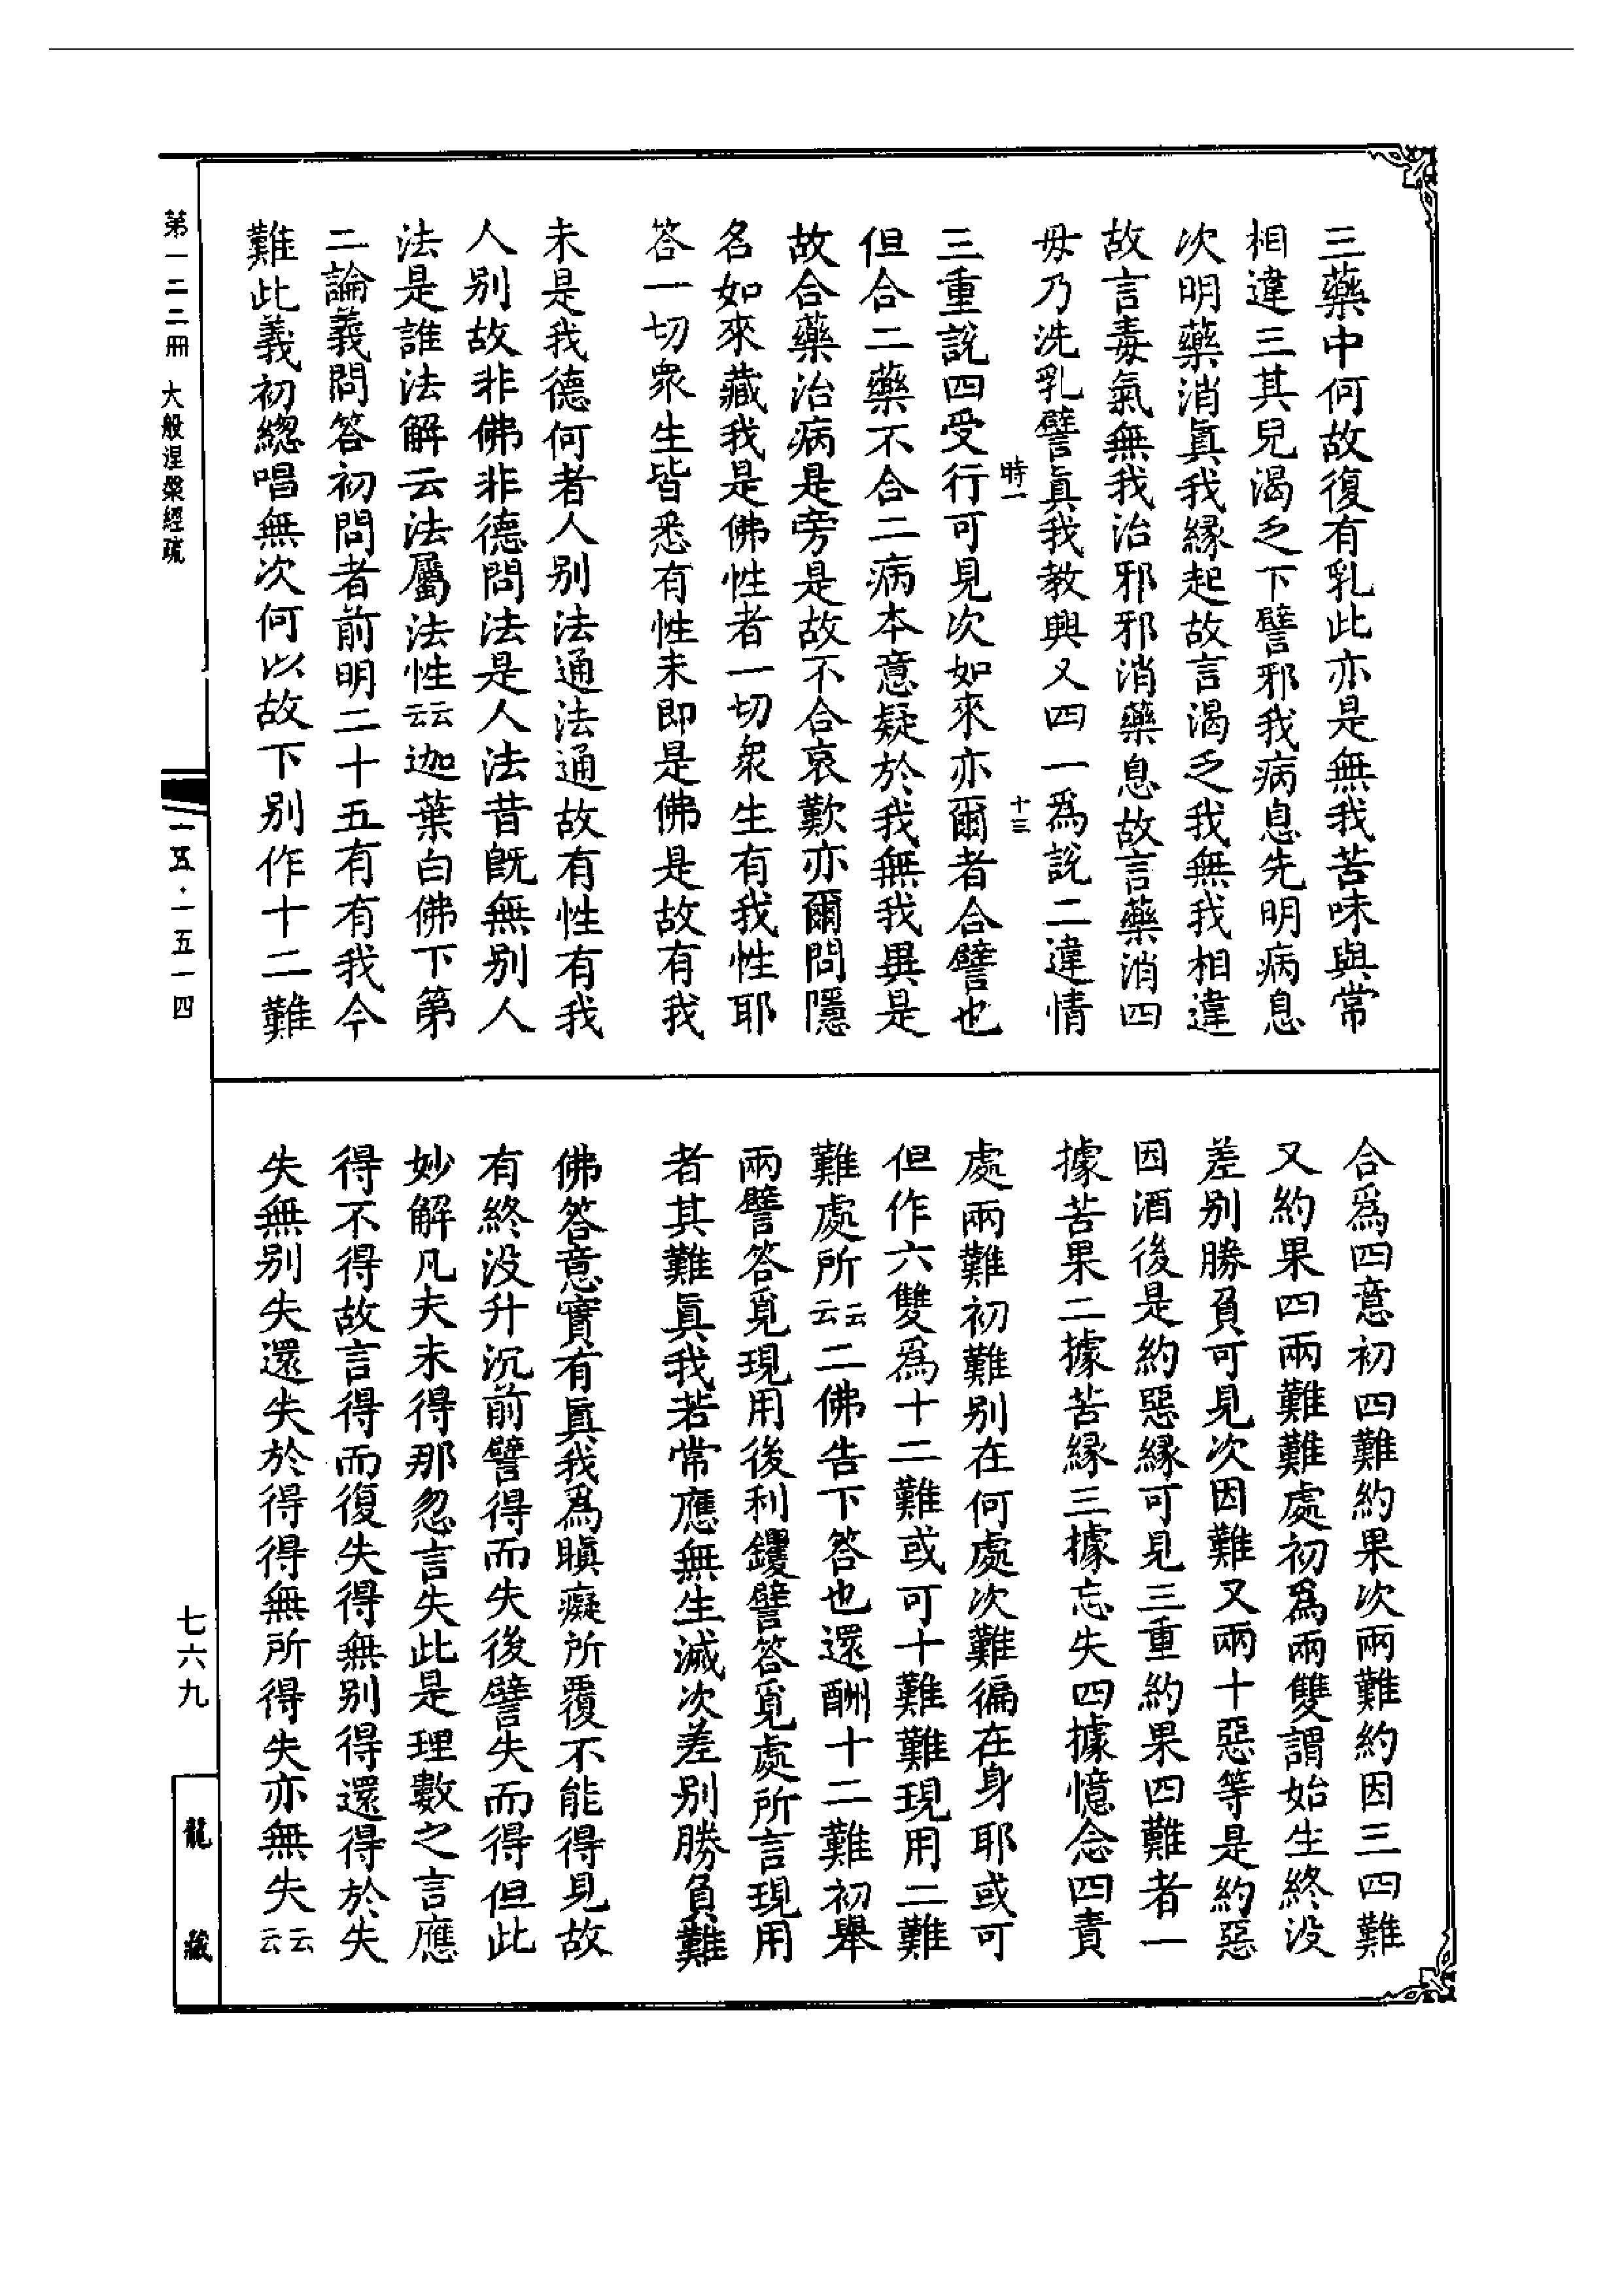 三藥中何故復有乳此亦是無我苦味與常
相違三其兒渴乏下譬邪我病息先明病息
次明藥消眞我緣起故言渴乏我無我相違
故言毒氣無我治邪邪消藥息故言藥消四
毋乃洗乳譬眞我教興又四一爲說二違情
時一
十三
三重說四受行可見次如來亦爾者合譬也
但合二藥不合二病本意疑於我無我異是
故合藥治病是旁是故不合哀歎亦爾問隱
名如來藏我是佛性者一切衆生有我性耶
答一切衆生皆悉有性未即是佛是故有我
未是我德何者人別法通法通故有性有我
人別故非佛非德問法是人法昔旣無別人
法是誰法解云法屬法性云云迦葉白佛下第
二論義問答初問者前明二十五有有我今
難此義初總唱無次何以故下別作十二難
合爲四意初四難約果次兩難約因三四難
又約果四兩難難處初爲兩雙謂始生終没
差別勝負可見次因難又兩十惡等是約惡
因酒後是約惡緣可見三重約果四難者一
據苦果二據苦緣三據忘失四據憶念四責
處兩難初難別在何處次難徧在身耶或可
但作六雙爲十二難或可十難難現用二難
難處所云云二佛告下答也還酬十二難初舉
兩譬答覓現用後利钁譬答覓處所言現用
者其難眞我若常應無生滅次差別勝負難
佛答意實有眞我爲瞋癡所覆不能得見故
有終没升沉前譬得而失後譬失而得但此
妙解凡夫未得那忽言失此是理數之言應
得不得故言得而復失得無別得還得於失
失無別失還失於得得無所得失亦無失云云
第一二二冊 大般涅槃經疏
一五五·一五一四
七六九
龍藏